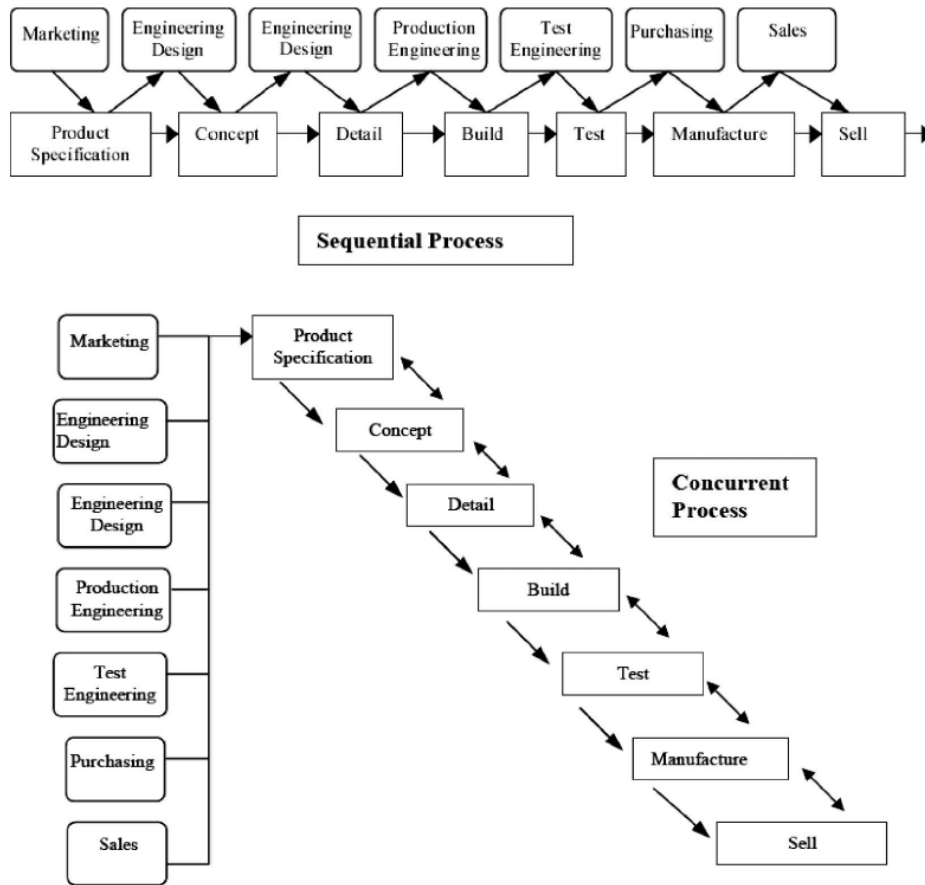 Marketing
Engineering
Design
Engineering
Design
Production
Engineering
Test
Engineering
Purchasing
Sales
Product
Specification
Concept
Detail
Build
Test
Manufacture
Sell
Sequential Process
Marketing
Engineering
Design
Engineering
Design
Production
Engineering
Test
Engineering
Purchasing
Sales
Product
Specification
Concept
Detail
Build
Test
Manufacture
Sell
Concurrent
Process